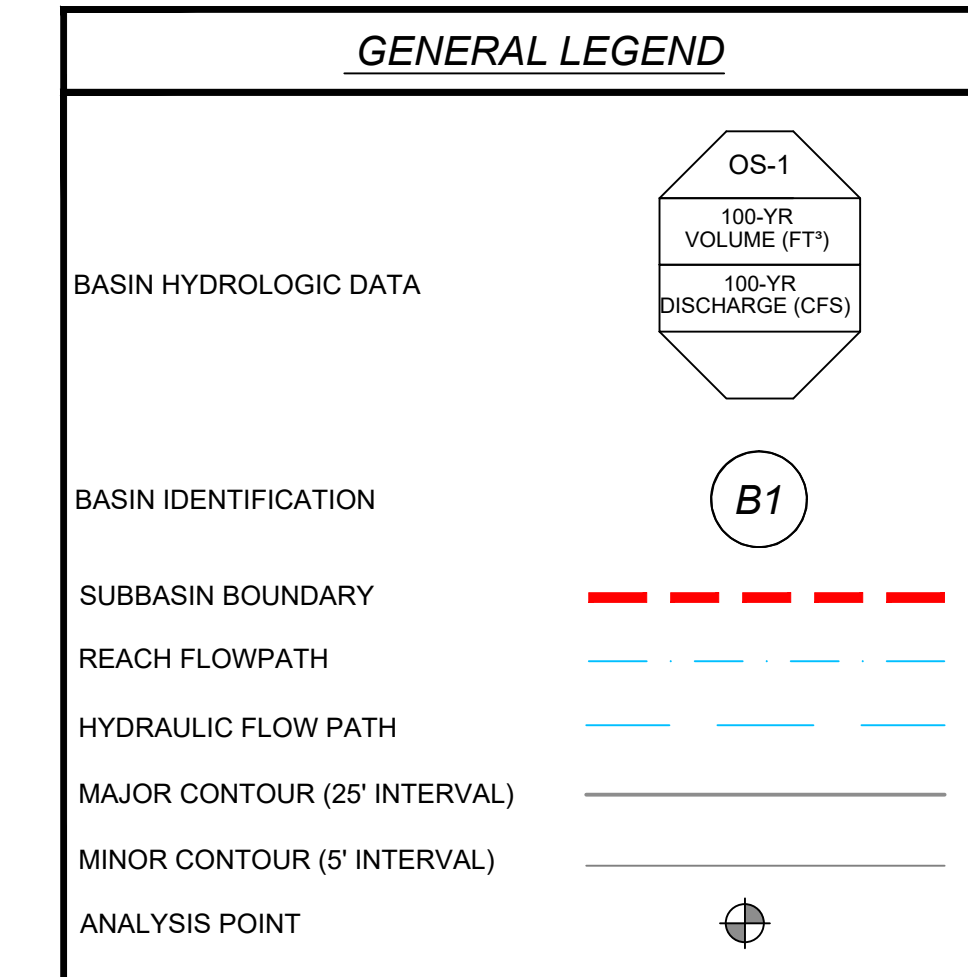 GENERAL LEGEND
OS-1
100-YR
VOLUME (FT³)
100-YR
DISCHARGE (CFS)
BASIN HYDROLOGIC DATA
BASIN IDENTIFICATION
B1
SUBBASIN BOUNDARY
REACH FLOWPATH
HYDRAULIC FLOW PATH
MAJOR CONTOUR (25' INTERVAL)
MINOR CONTOUR (5' INTERVAL)
ANALYSIS POINT